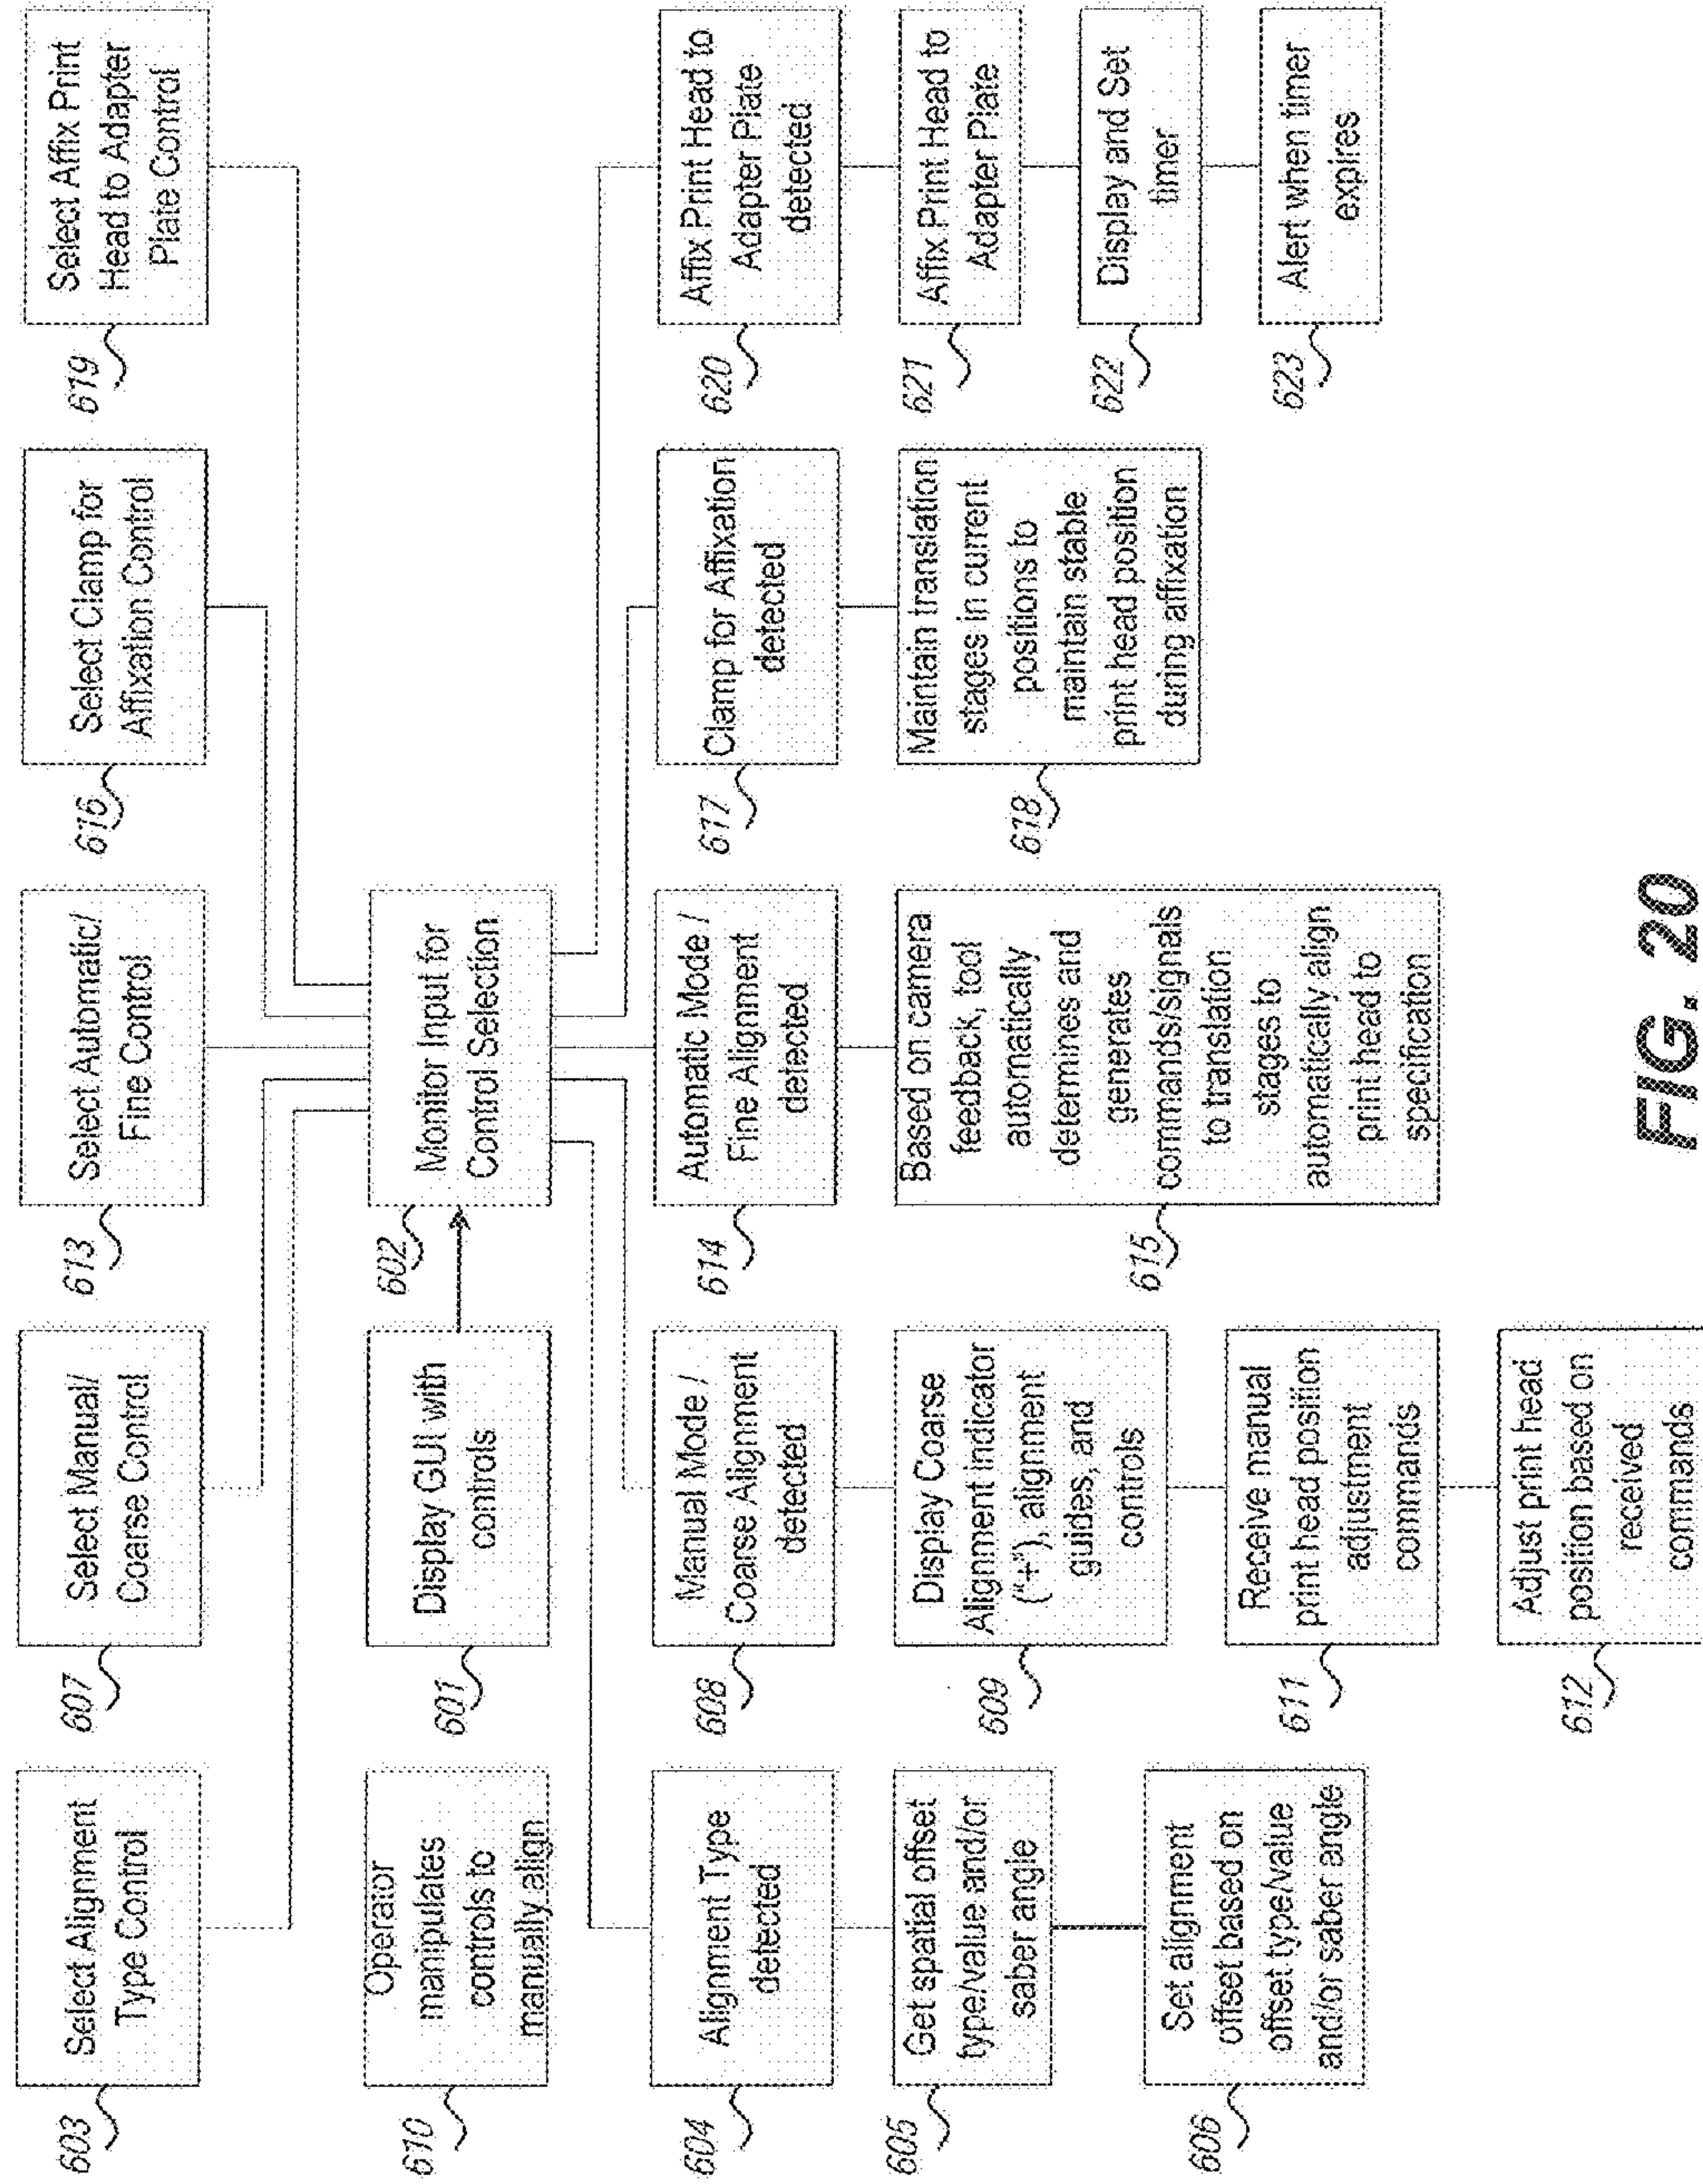 603
Select Alignment
Type Control
607
Select Manual/
Coarse Control
613
Select Automatic/
Fine Control
616
Select Clamp for
Affixation Control
619
Select Affix Print
Head to Adapter
Plate Control
610
Operator
manipulates
controls to
manually align
601
Display GUI with
controls
602
Monitor Input for
Control Selection
604
Alignment Type
detected
608
Manual Mode /
Coarse Alignment
detected
614
Automatic Mode /
Fine Alignment
detected
617
Clamp for Affixation
detected
620
Affix Print Head to
Adapter Plate
detected
605
Get spatial offset
type/value and/or
saber angle
609
Display Coarse
Alignment indicator
("+"), alignment
guides, and
controls
615
Based on camera
feedback, tool
automatically
determines and
generates
commands/signals
to translation
stages to
automatically align
print head to
specification
618
Maintain translation
stages in current
positions to
maintain stable
print head position
during affixation
621
Affix Print Head to
Adapter Plate
606
Set alignment
offset based on
offset type/value
and/or saber angle
611
Receive manual
print head position
adjustment
commands
622
Display and Set
timer
612
Adjust print head
position based on
received
commands
623
Alert when timer
expires
FIG. 20